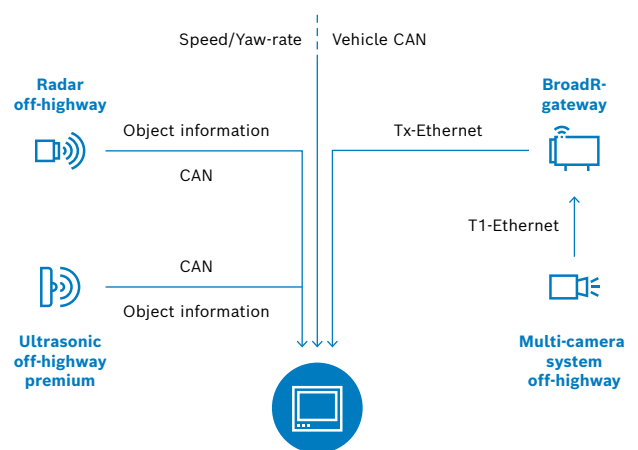 Speed/Yaw-rate
Vehicle CAN
Radar
off-highway
BroadR-
gateway
Object information
CAN
Tx-Ethernet
T1-Ethernet
CAN
Object information
Ultrasonic
off-highway
premium
Multi-camera
system
off-highway